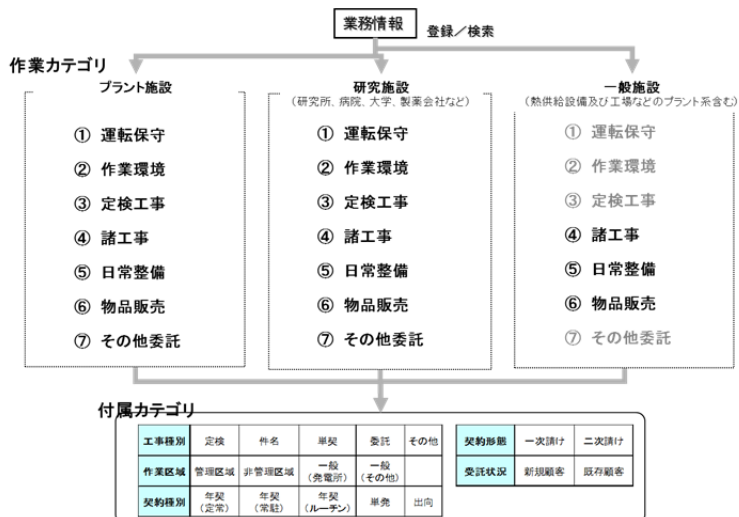 業務情報
登録／検索
作業カテゴリ
プラント施設
① 運転保守
② 作業環境
③ 定検工事
④ 諸工事
⑤ 日常整備
⑥ 物品販売
⑦ その他委託
研究施設
（研究所、病院、大学、製薬会社など）
① 運転保守
② 作業環境
③ 定検工事
④ 諸工事
⑤ 日常整備
⑥ 物品販売
⑦ その他委託
一般施設
（熱供給設備及び工場などのプラント系含む）
① 運転保守
② 作業環境
③ 定検工事
④ 諸工事
⑤ 日常整備
⑥ 物品販売
⑦ その他委託
付属カテゴリ
工事種別 定検 件名 単契 委託 その他
作業区域 管理区域 非管理区域 一般（発電所） 一般（その他）
契約種別 年契（定常） 年契（常駐） 年契（ルーチン） 単発 出向
契約形態 一次請け 二次請け
受託状況 新規顧客 既存顧客